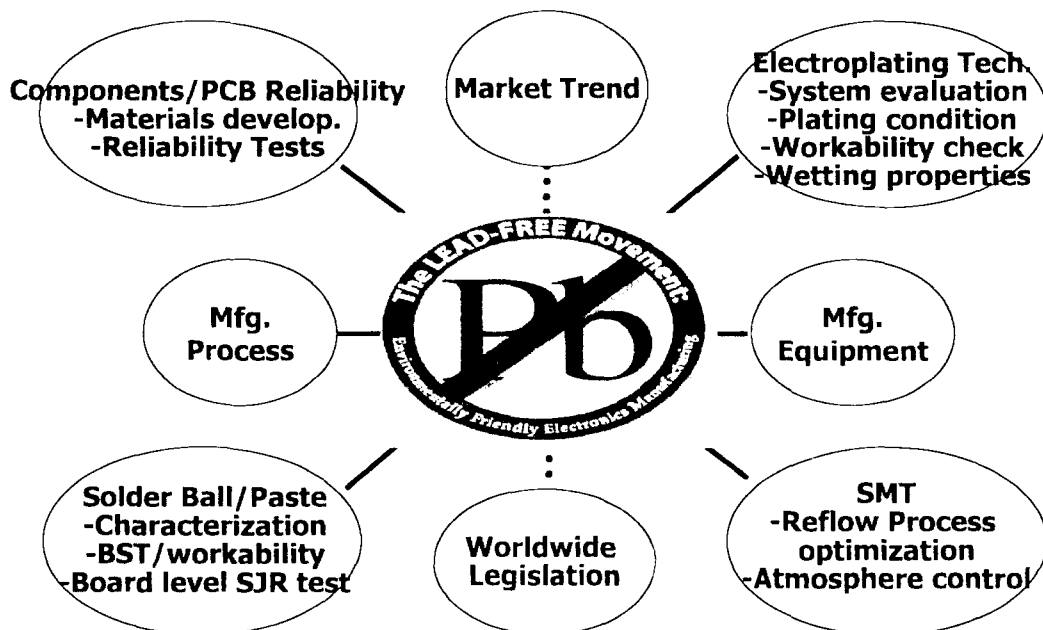 Components/PCB Reliability
-Materials develop.
-Reliability Tests
Market Trend
Electroplating Tech.
-System evaluation
-Plating condition
-Workability check
-Wetting properties
Mfg.
Process
The LEAD-FREE Movement:
Pb
Environmentally Friendly Electronics Manufacturing
Mfg.
Equipment
Solder Ball/Paste
-Characterization
-BST/workability
-Board level SJR test
Worldwide
Legislation
SMT
-Reflow Process
optimization
-Atmosphere control